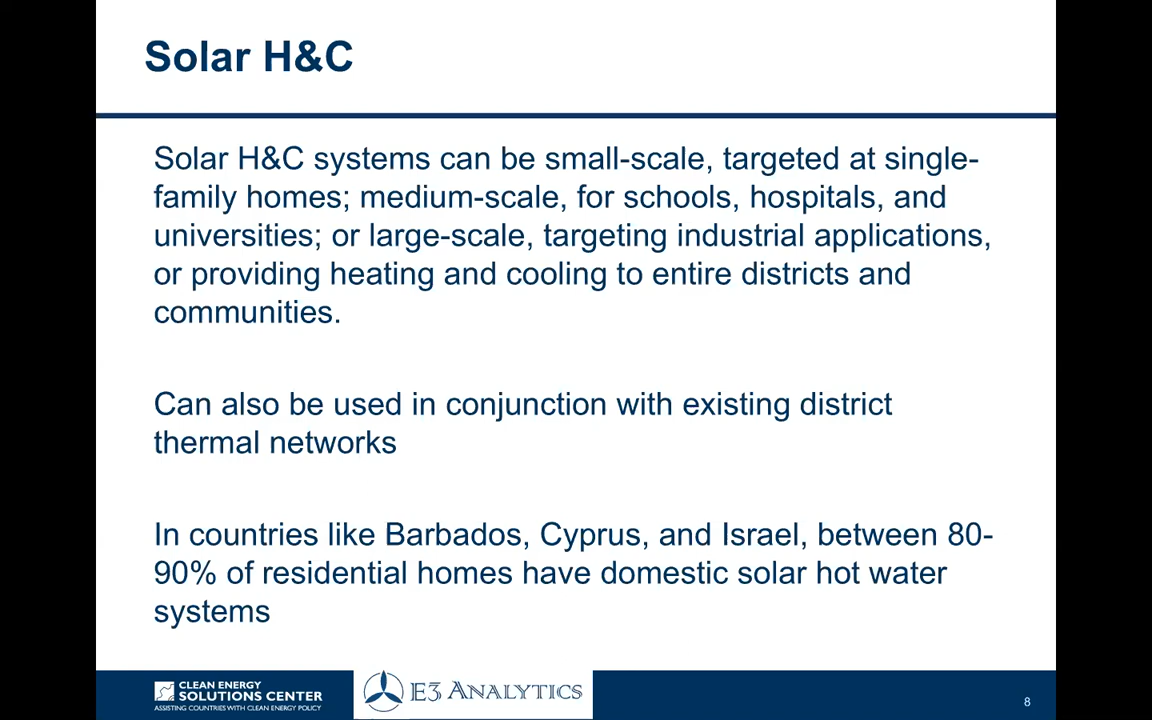 Solar H&C
Solar H&C systems can be small-scale, targeted at single-
family homes; medium-scale, for schools, hospitals, and
universities; or large-scale, targeting industrial applications,
or providing heating and cooling to entire districts and
communities.
Can also be used in conjunction with existing district
thermal networks
In countries like Barbados, Cyprus, and Israel, between 80-
90% of residential homes have domestic solar hot water
systems
CLEAN ENERGY
SOLUTIONS CENTER
ASSISTING COUNTRIES WITH CLEAN ENERGY POLICY
E3 ANALYTICS
8